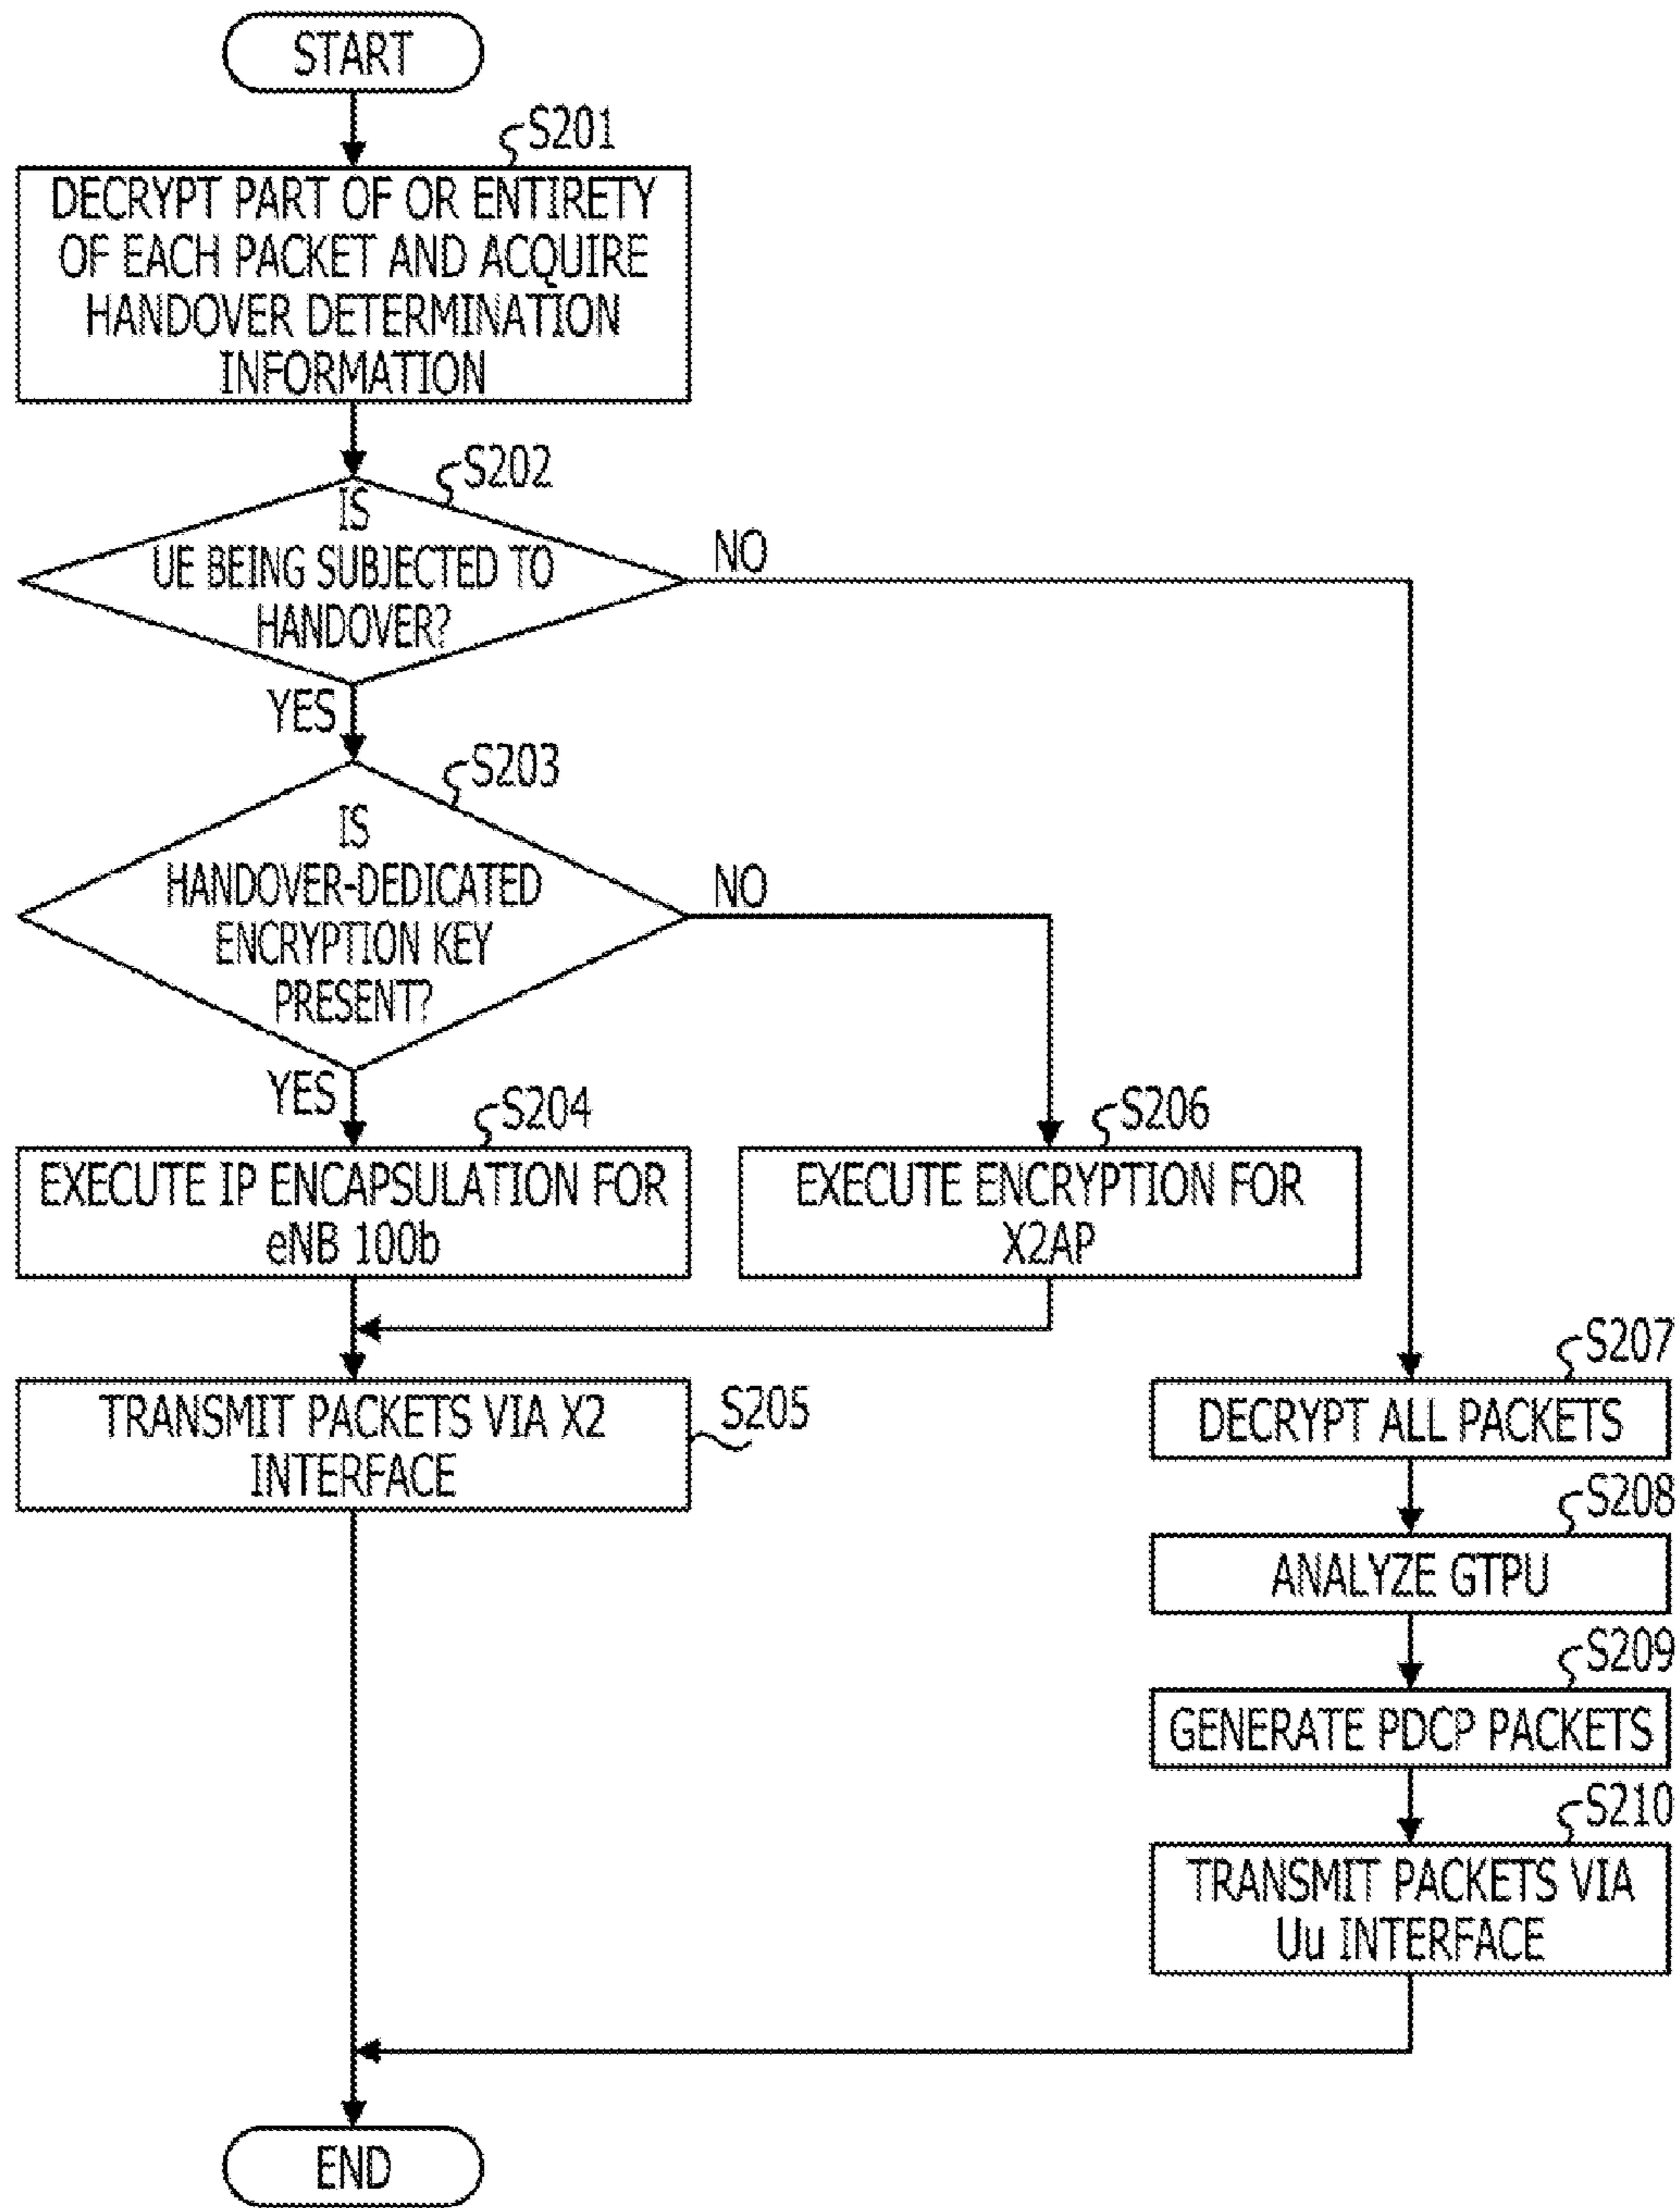 START
S201
DECRYPT PART OF OR ENTIRETY
OF EACH PACKET AND ACQUIRE
HANDOVER DETERMINATION
INFORMATION
S202
IS
UE BEING SUBJECTED TO
HANDOVER?
NO
YES
S203
IS
HANDOVER-DEDICATED
ENCRYPTION KEY
PRESENT?
NO
YES
S204
EXECUTE IP ENCAPSULATION FOR
eNB 100b
S206
EXECUTE ENCRYPTION FOR
X2AP
S205
TRANSMIT PACKETS VIA X2
INTERFACE
S207
DECRYPT ALL PACKETS
S208
ANALYZE GTPU
S209
GENERATE PDCP PACKETS
S210
TRANSMIT PACKETS VIA
Uu INTERFACE
END